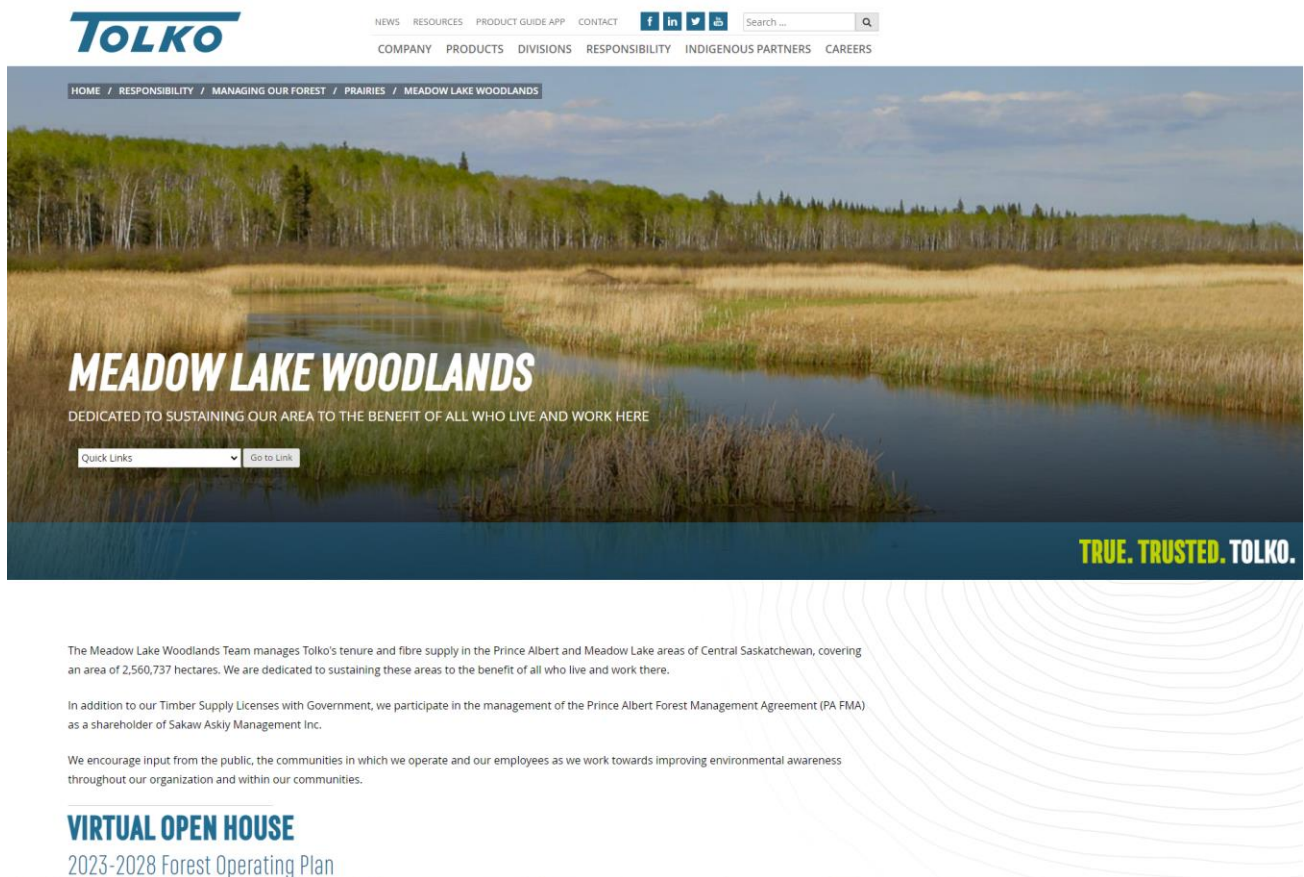 TOLKO
NEWS RESOURCES PRODUCT GUIDE APP CONTACT
Search ...
COMPANY PRODUCTS DIVISIONS RESPONSIBILITY INDIGENOUS PARTNERS CAREERS
HOME / RESPONSIBILITY / MANAGING OUR FOREST / PRAIRIES / MEADOW LAKE WOODLANDS
MEADOW LAKE WOODLANDS
DEDICATED TO SUSTAINING OUR AREA TO THE BENEFIT OF ALL WHO LIVE AND WORK HERE
Quick Links Go to Link
TRUE. TRUSTED. TOLKO.
The Meadow Lake Woodlands Team manages Tolko's tenure and fibre supply in the Prince Albert and Meadow Lake areas of Central Saskatchewan, covering
an area of 2,560,737 hectares. We are dedicated to sustaining these areas to the benefit of all who live and work there.
In addition to our Timber Supply Licenses with Government, we participate in the management of the Prince Albert Forest Management Agreement (PA FMA)
as a shareholder of Sakaw Askiy Management Inc.
We encourage input from the public, the communities in which we operate and our employees as we work towards improving environmental awareness
throughout our organization and within our communities.
VIRTUAL OPEN HOUSE
2023-2028 Forest Operating Plan